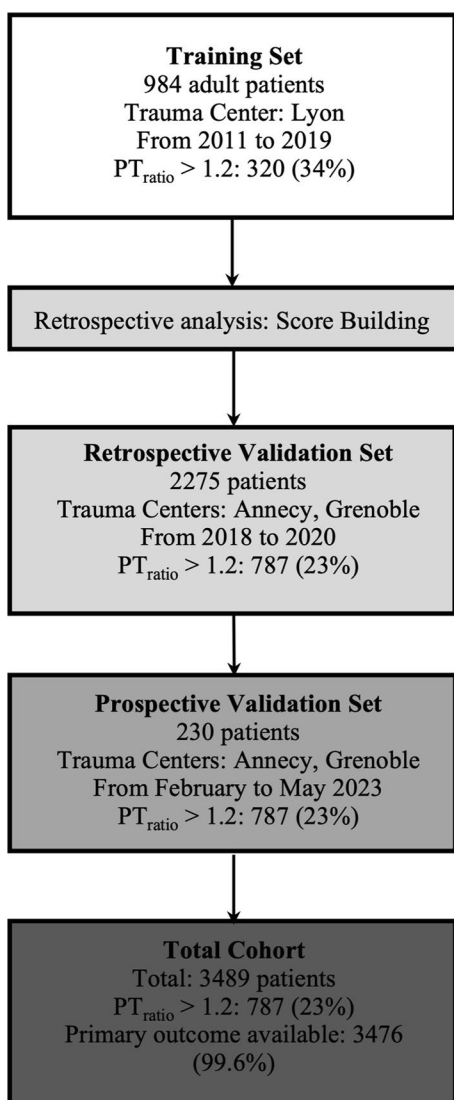 Training Set
984 adult patients
Trauma Center: Lyon
From 2011 to 2019
PTratio > 1.2: 320 (34%)
Retrospective analysis: Score Building
Retrospective Validation Set
2275 patients
Trauma Centers: Annecy, Grenoble
From 2018 to 2020
PTratio > 1.2: 787 (23%)
Prospective Validation Set
230 patients
Trauma Centers: Annecy, Grenoble
From February to May 2023
PTratio > 1.2: 787 (23%)
Total Cohort
Total: 3489 patients
PTratio > 1.2: 787 (23%)
Primary outcome available: 3476
(99.6%)